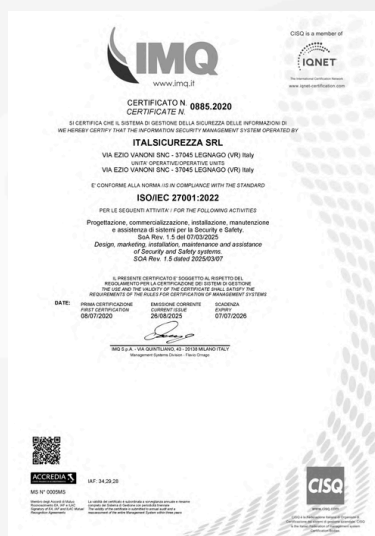 CISQ is a member of
IMQ
IQNET
The International Certification Network
www.iqnet-certification.com
www.imq.it
CERTIFICATO N. 0885.2020
CERTIFICATE N.
SI CERTIFICA CHE IL SISTEMA DI GESTIONE DELLA SICUREZZA DELLE INFORMAZIONI DI
WE HEREBY CERTIFY THAT THE INFORMATION SECURITY MANAGEMENT SYSTEM OPERATED BY
ITALSICUREZZA SRL
VIA EZIO VANONI SNC - 37045 LEGNAGO (VR) Italy
UNITA' OPERATIVE/OPERATIVE UNITS
VIA EZIO VANONI SNC - 37045 LEGNAGO (VR) Italy
E' CONFORME ALLA NORMA /IS IN COMPLIANCE WITH THE STANDARD
ISO/IEC 27001:2022
PER LE SEGUENTI ATTIVITA' / FOR THE FOLLOWING ACTIVITIES
Progettazione, commercializzazione, installazione, manutenzione
e assistenza di sistemi per la Security e Safety.
SoA Rev. 1.5 del 07/03/2025
Design, marketing, installation, maintenance and assistance
of Security and Safety systems.
SOA Rev. 1.5 dated 2025/03/07
IL PRESENTE CERTIFICATO E' SOGGETTO AL RISPETTO DEL
REGOLAMENTO PER LA CERTIFICAZIONE DEI SISTEMI DI GESTIONE
THE USE AND THE VALIDITY OF THE CERTIFICATE SHALL SATISFY THE
REQUIREMENTS OF THE RULES FOR CERTIFICATION OF MANAGEMENT SYSTEMS
DATE: PRIMA CERTIFICAZIONE EMISSIONE CORRENTE SCADENZA
FIRST CERTIFICATION CURRENT ISSUE EXPIRY
08/07/2020 26/08/2025 07/07/2026
IMQ S.p.A. - VIA QUINTILIANO, 43 - 20138 MILANO ITALY
Management Systems Division - Flavio Ornago
ACCREDIA
IAF: 34,29,28
MS N° 0005MS
CISQ
www.cisq.com